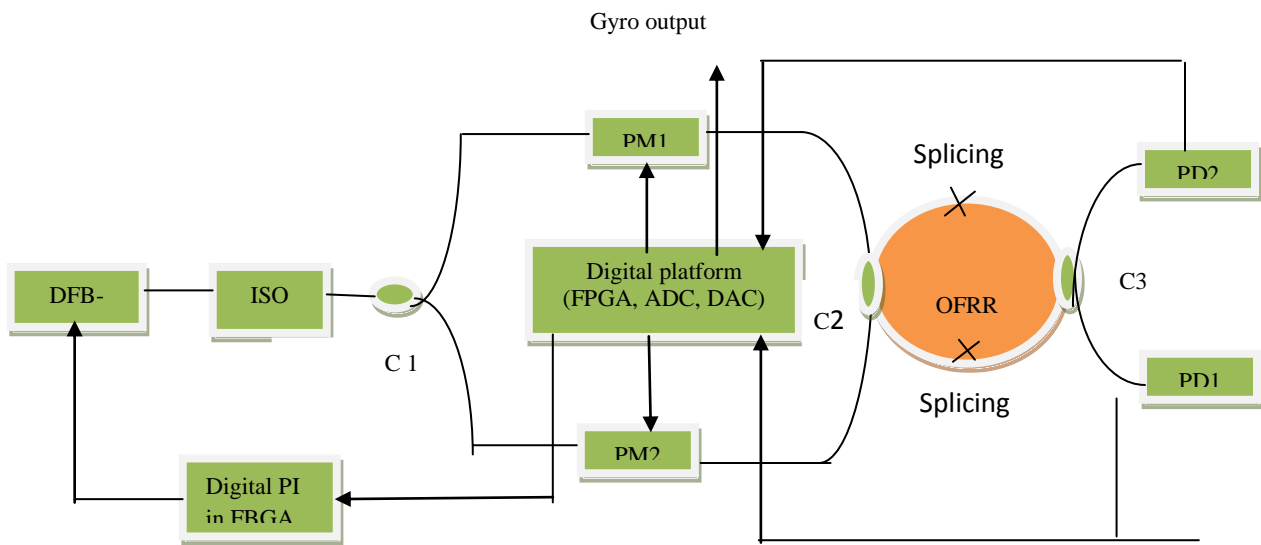 Gyro output
PM1
Splicing
PD2
Digital platform
(FPGA, ADC, DAC)
DFB-
ISO
C3
OFRR
C2
C 1
PD1
Splicing
PM2
Digital PI
in FBGA